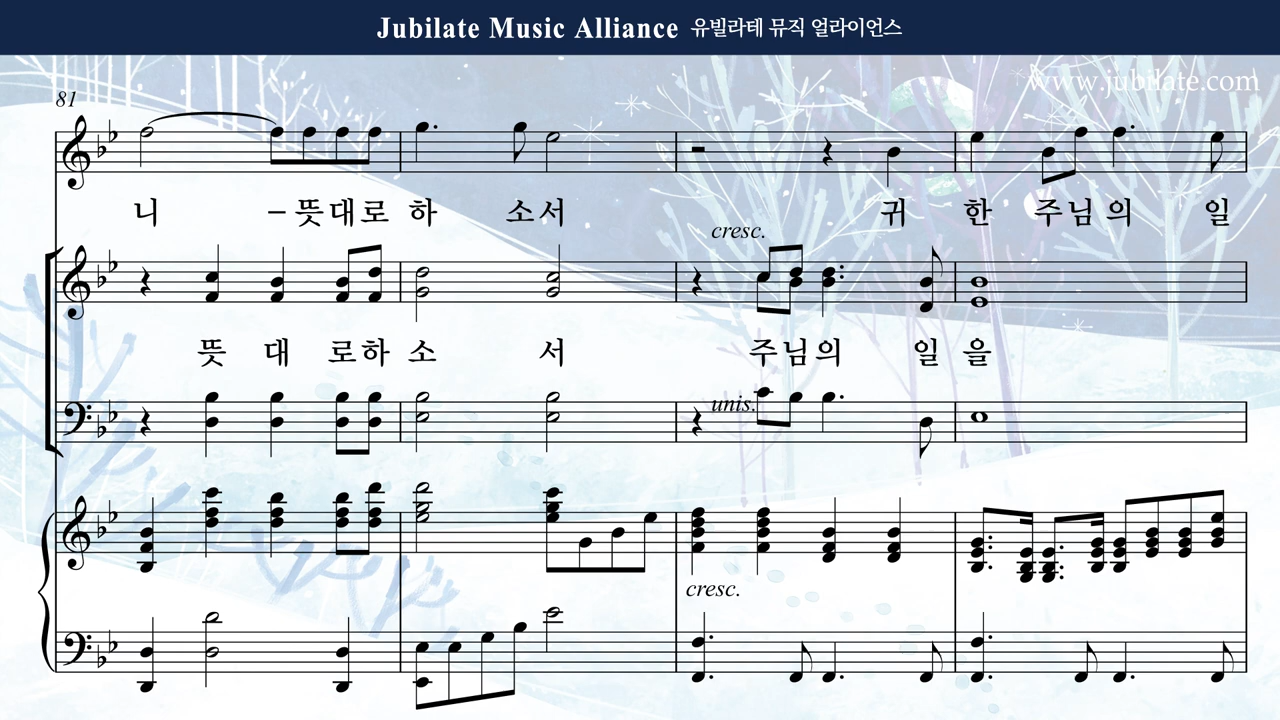 Jubilate Music Alliance 유빌라테 뮤직 얼라이언스
www.jubilate.com
81
니 –뜻대로 하 소서 귀 한 주님의 일
cresc.
뜻 대 로하 소 서 주님의 일 을
unis.
cresc.